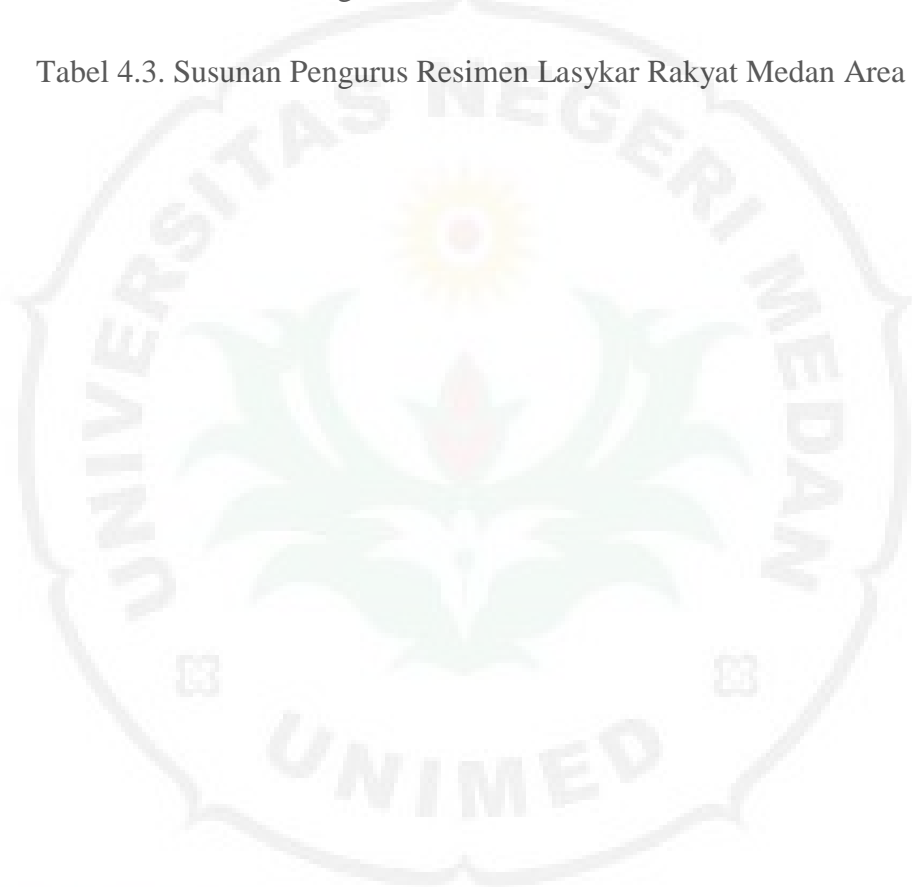 Tabel 4.3. Susunan Pengurus Resimen Lasykar Rakyat Medan Area
UNIVERSITAS NEGERI MEDAN
UNIMED